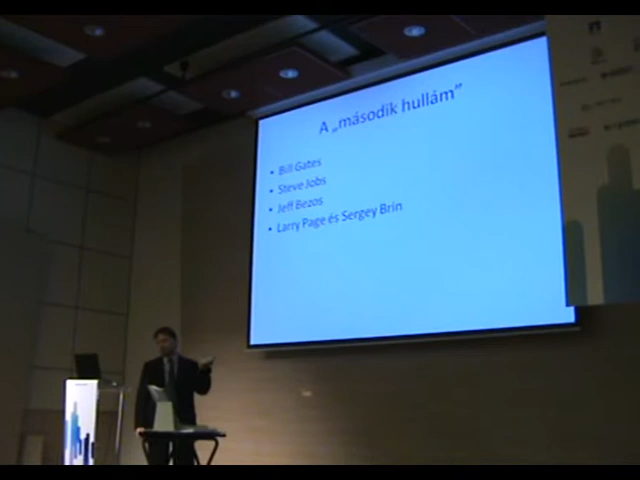 A „második hullám”
• Bill Gates
• Steve Jobs
• Jeff Bezos
• Larry Page és Sergey Brin